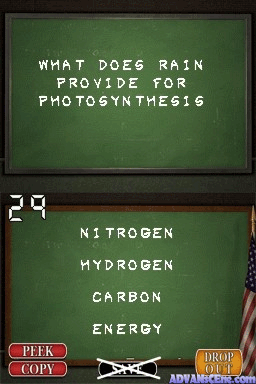 WHAT DOES RAIN
PROVIDE FOR
PHOTOSYNTHESIS
29
NITROGEN
HYDROGEN
CARBON
ENERGY
PEEK
COPY
SAVE
DROP
OUT
ADVANsCEne.com